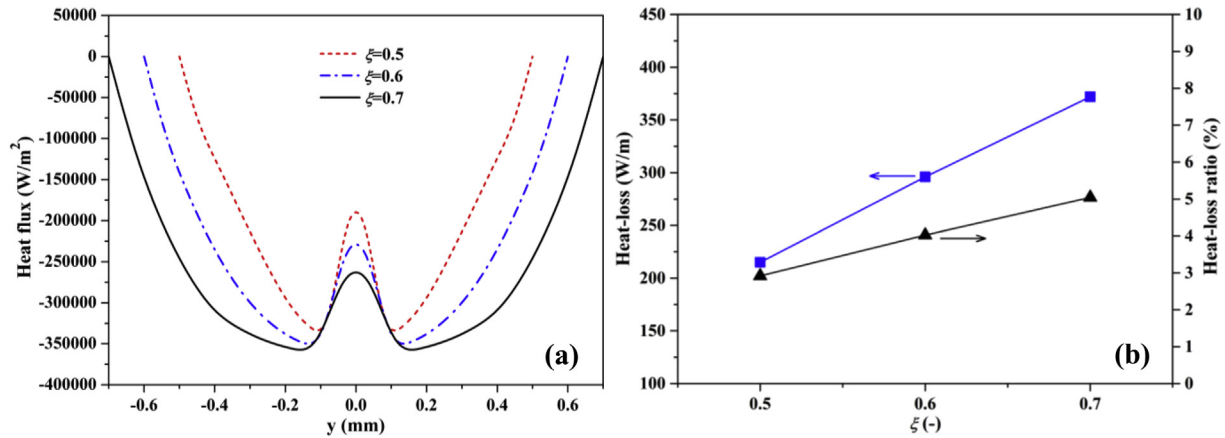 50000
0
-50000
-100000
-150000
-200000
-250000
-300000
-350000
-400000
Heat flux (W/m²)
ξ=0.5
ξ=0.6
ξ=0.7
(a)
-0.6 -0.4 -0.2 0.0 0.2 0.4 0.6
y (mm)
450
400
350
300
250
200
150
100
Heat-loss (W/m)
10
9
8
7
6
5
4
3
2
1
0
Heat-loss ratio (%)
(b)
0.5 0.6 0.7
ξ (-)